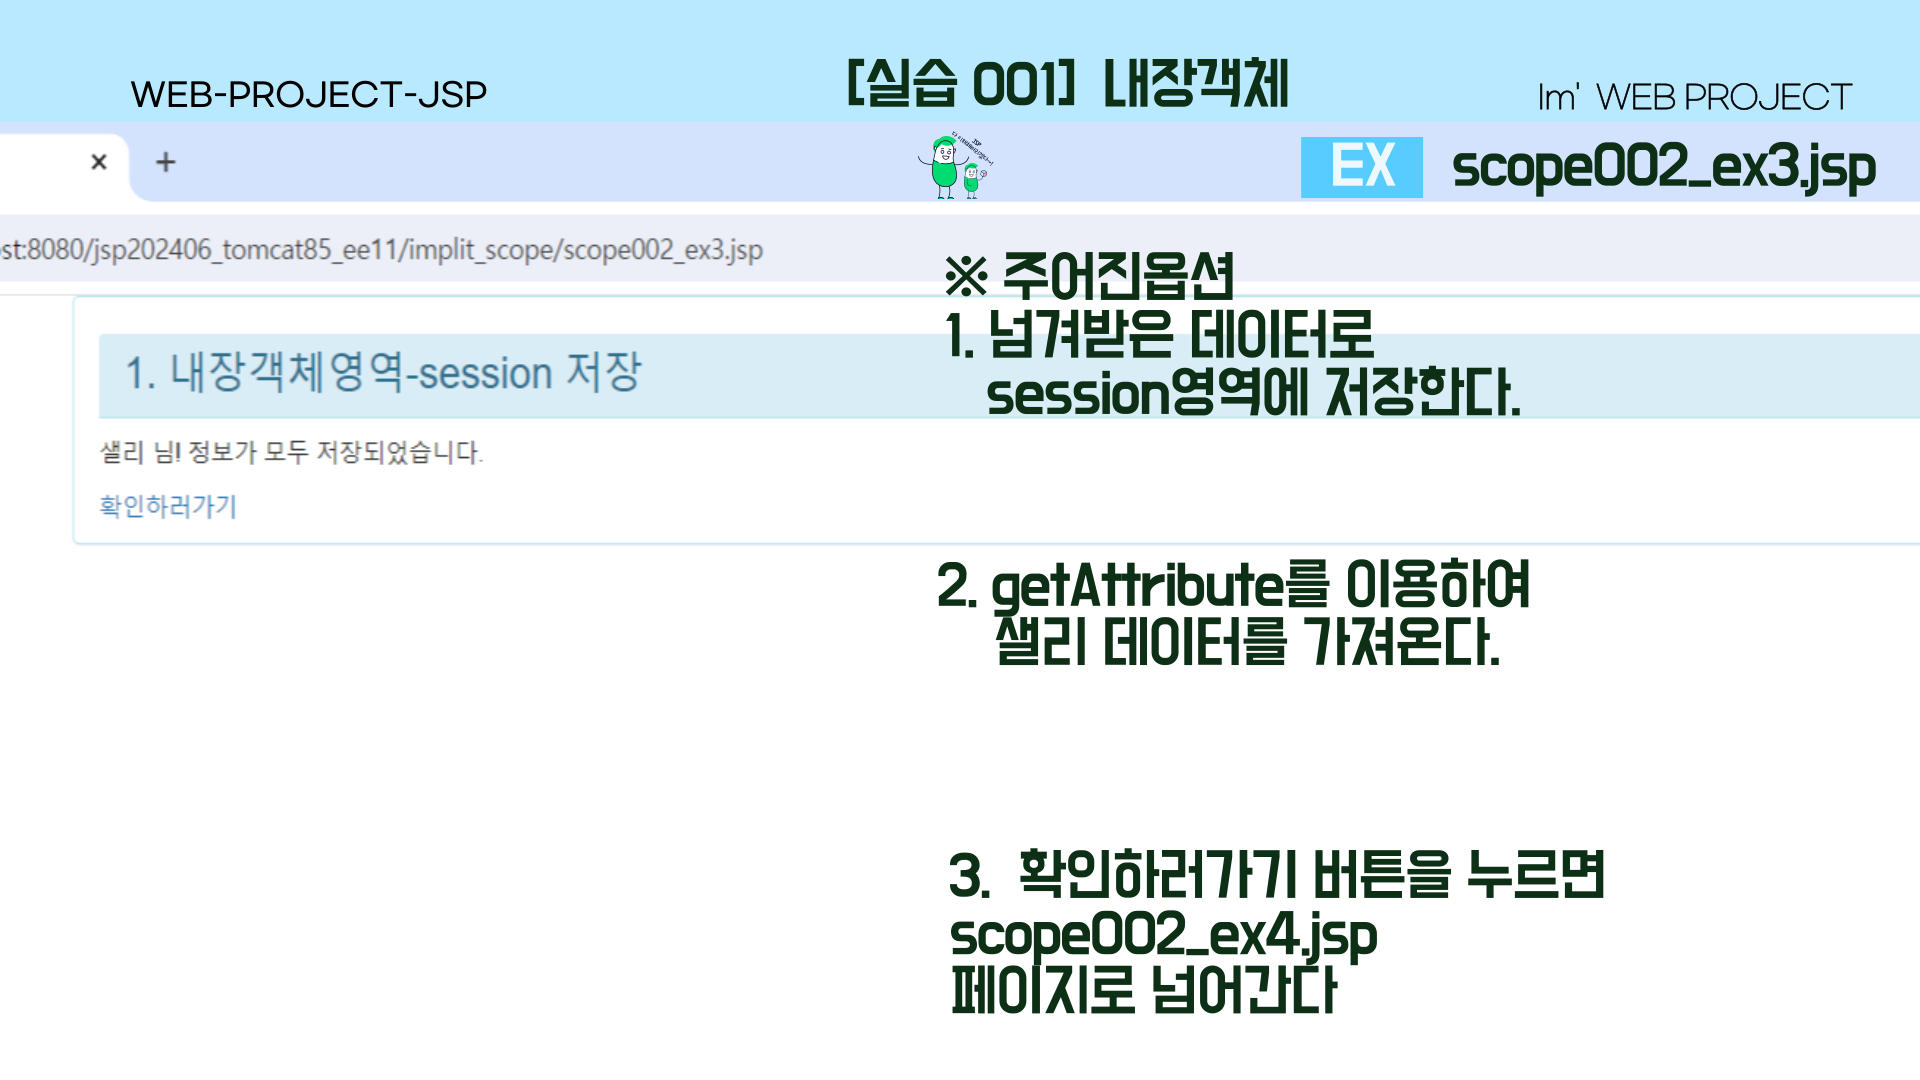 WEB-PROJECT-JSP
[실습 001] 내장객체
Im' WEB PROJECT
JSP
EX
scope002_ex3.jsp
st:8080/jsp202406_tomcat85_ee11/implit_scope/scope002_ex3.jsp
※ 주어진옵션
1. 넘겨받은 데이터로
session영역에 저장한다.
1. 내장객체영역-session 저장
샐리 님! 정보가 모두 저장되었습니다.
확인하러가기
2. getAttribute를 이용하여
샐리 데이터를 가져온다.
3. 확인하러가기 버튼을 누르면
scope002_ex4.jsp
페이지로 넘어간다